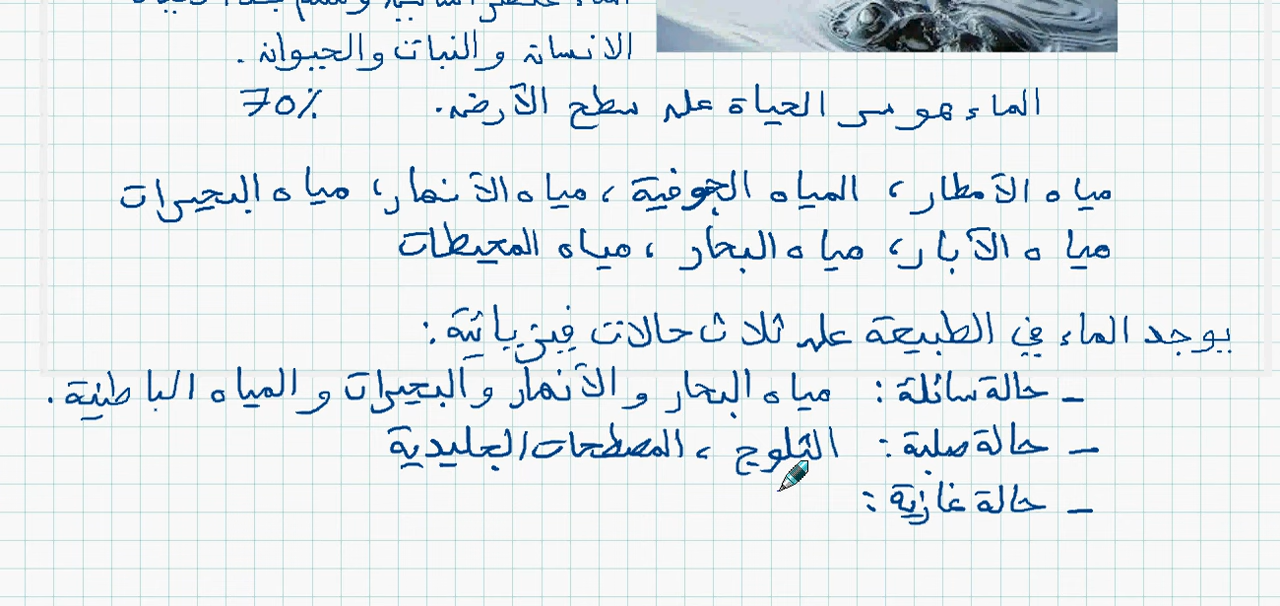 الانسان والنبات والحيوان .
الماء هو سر الحياة على سطح الأرض. 70%
مياه الأمطار، المياه الجوفية، مياه الأنهار، مياه البحيرات
مياه الآبار، مياه البحار، مياه المحيطات
يوجد الماء في الطبيعة على ثلاث حالات فيزيائية :
- حالة سائلة : مياه البحار و الأنهار والبحيرات و المياه الباطنية .
- حالة صلبة : الثلوج ، المسطحات الجليدية
- حالة غازية :